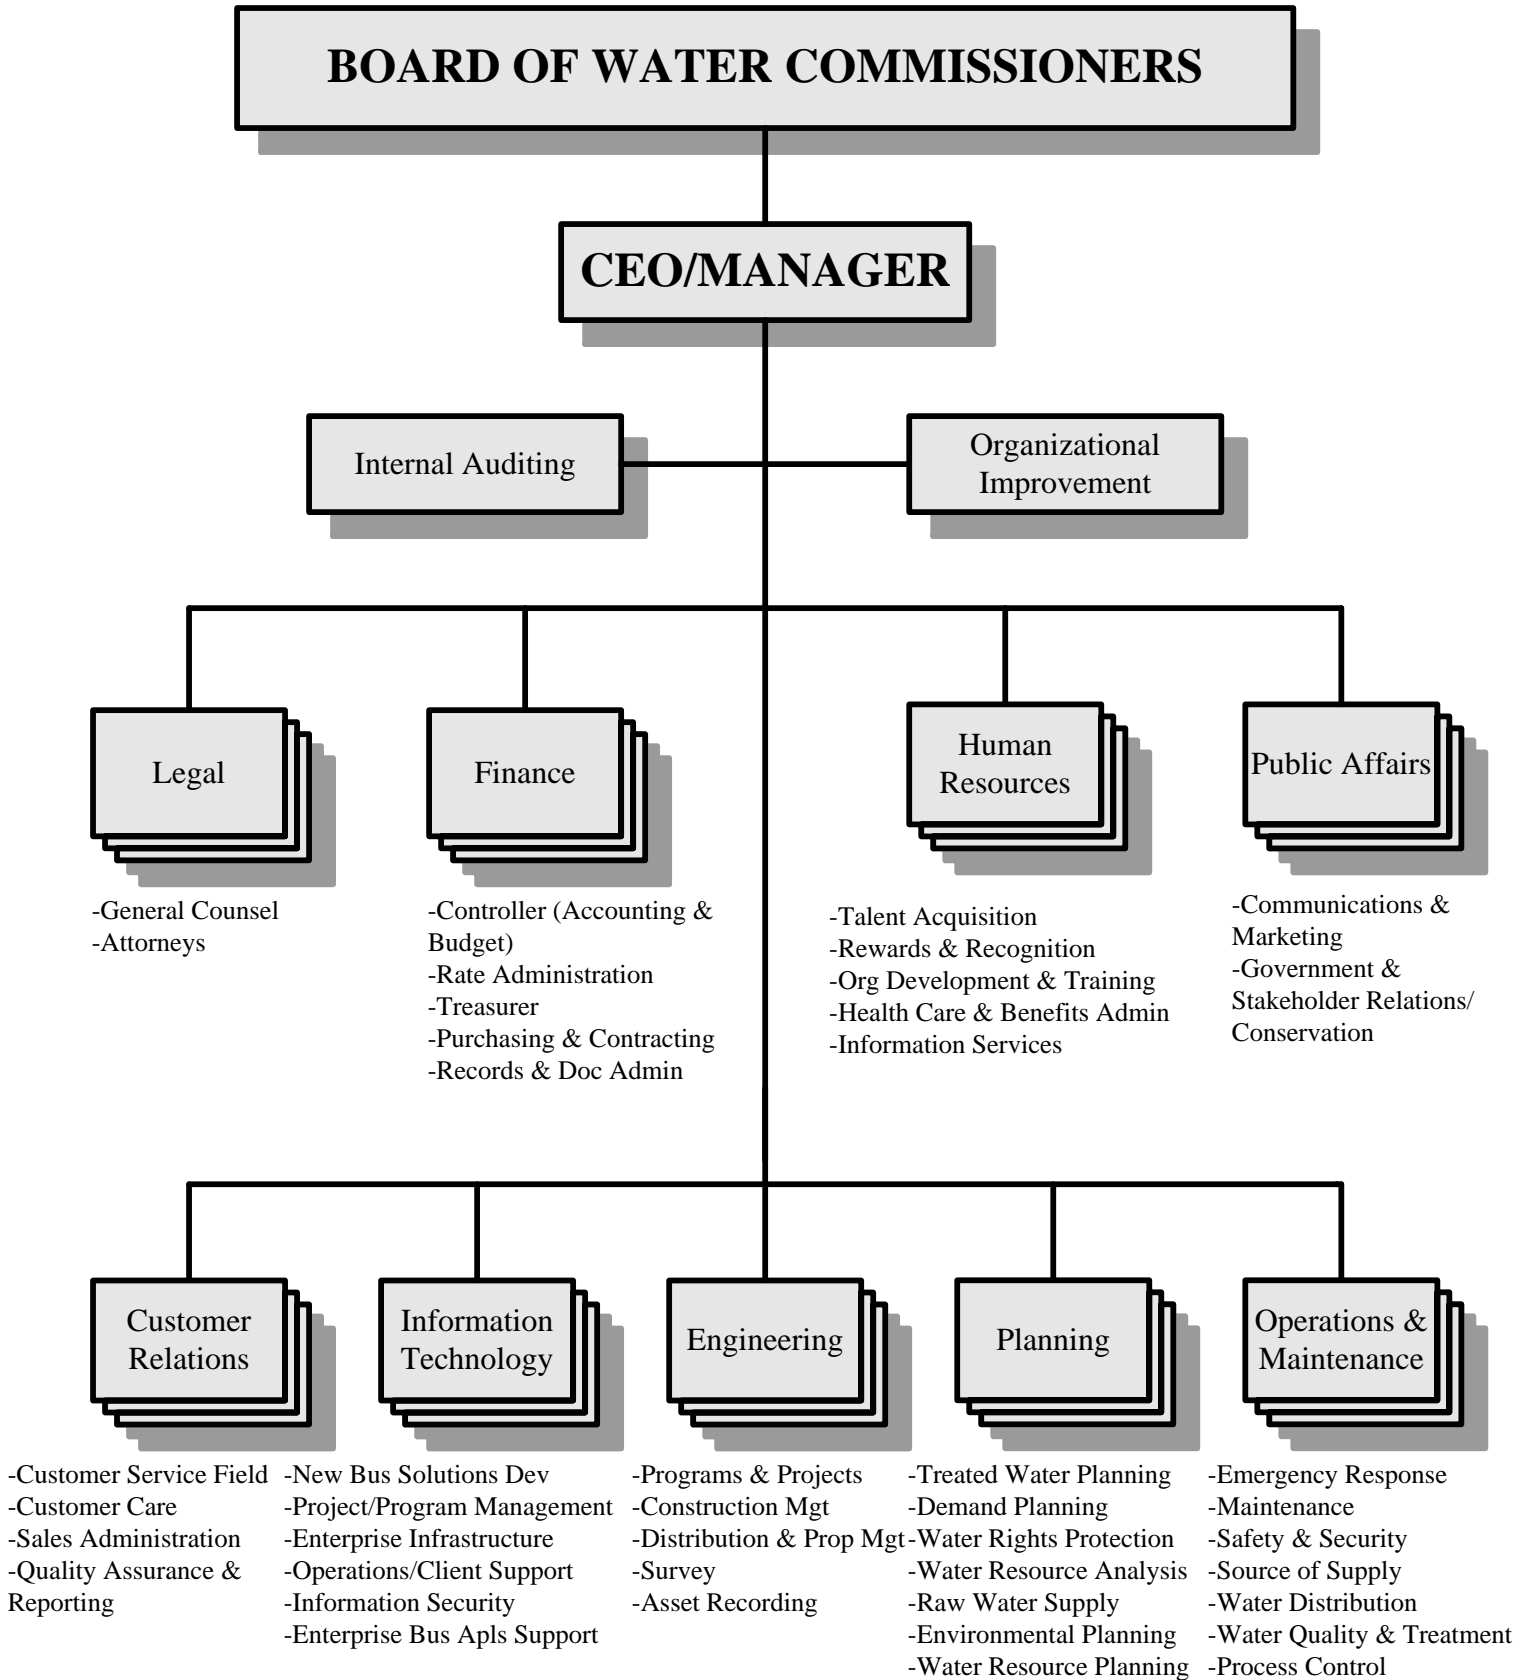 BOARD OF WATER COMMISSIONERS
CEO/MANAGER
Internal Auditing
Organizational
Improvement
Legal
-General Counsel
-Attorneys
Finance
-Controller (Accounting &
Budget)
-Rate Administration
-Treasurer
-Purchasing & Contracting
-Records & Doc Admin
Human
Resources
-Talent Acquisition
-Rewards & Recognition
-Org Development & Training
-Health Care & Benefits Admin
-Information Services
Public Affairs
-Communications &
Marketing
-Government &
Stakeholder Relations/
Conservation
Customer
Relations
-Customer Service Field
-Customer Care
-Sales Administration
-Quality Assurance &
Reporting
Information
Technology
-New Bus Solutions Dev
-Project/Program Management
-Enterprise Infrastructure
-Operations/Client Support
-Information Security
-Enterprise Bus Apls Support
Engineering
-Programs & Projects
-Construction Mgt
-Distribution & Prop Mgt
-Survey
-Asset Recording
Planning
-Treated Water Planning
-Demand Planning
-Water Rights Protection
-Water Resource Analysis
-Raw Water Supply
-Environmental Planning
-Water Resource Planning
Operations &
Maintenance
-Emergency Response
-Maintenance
-Safety & Security
-Source of Supply
-Water Distribution
-Water Quality & Treatment
-Process Control